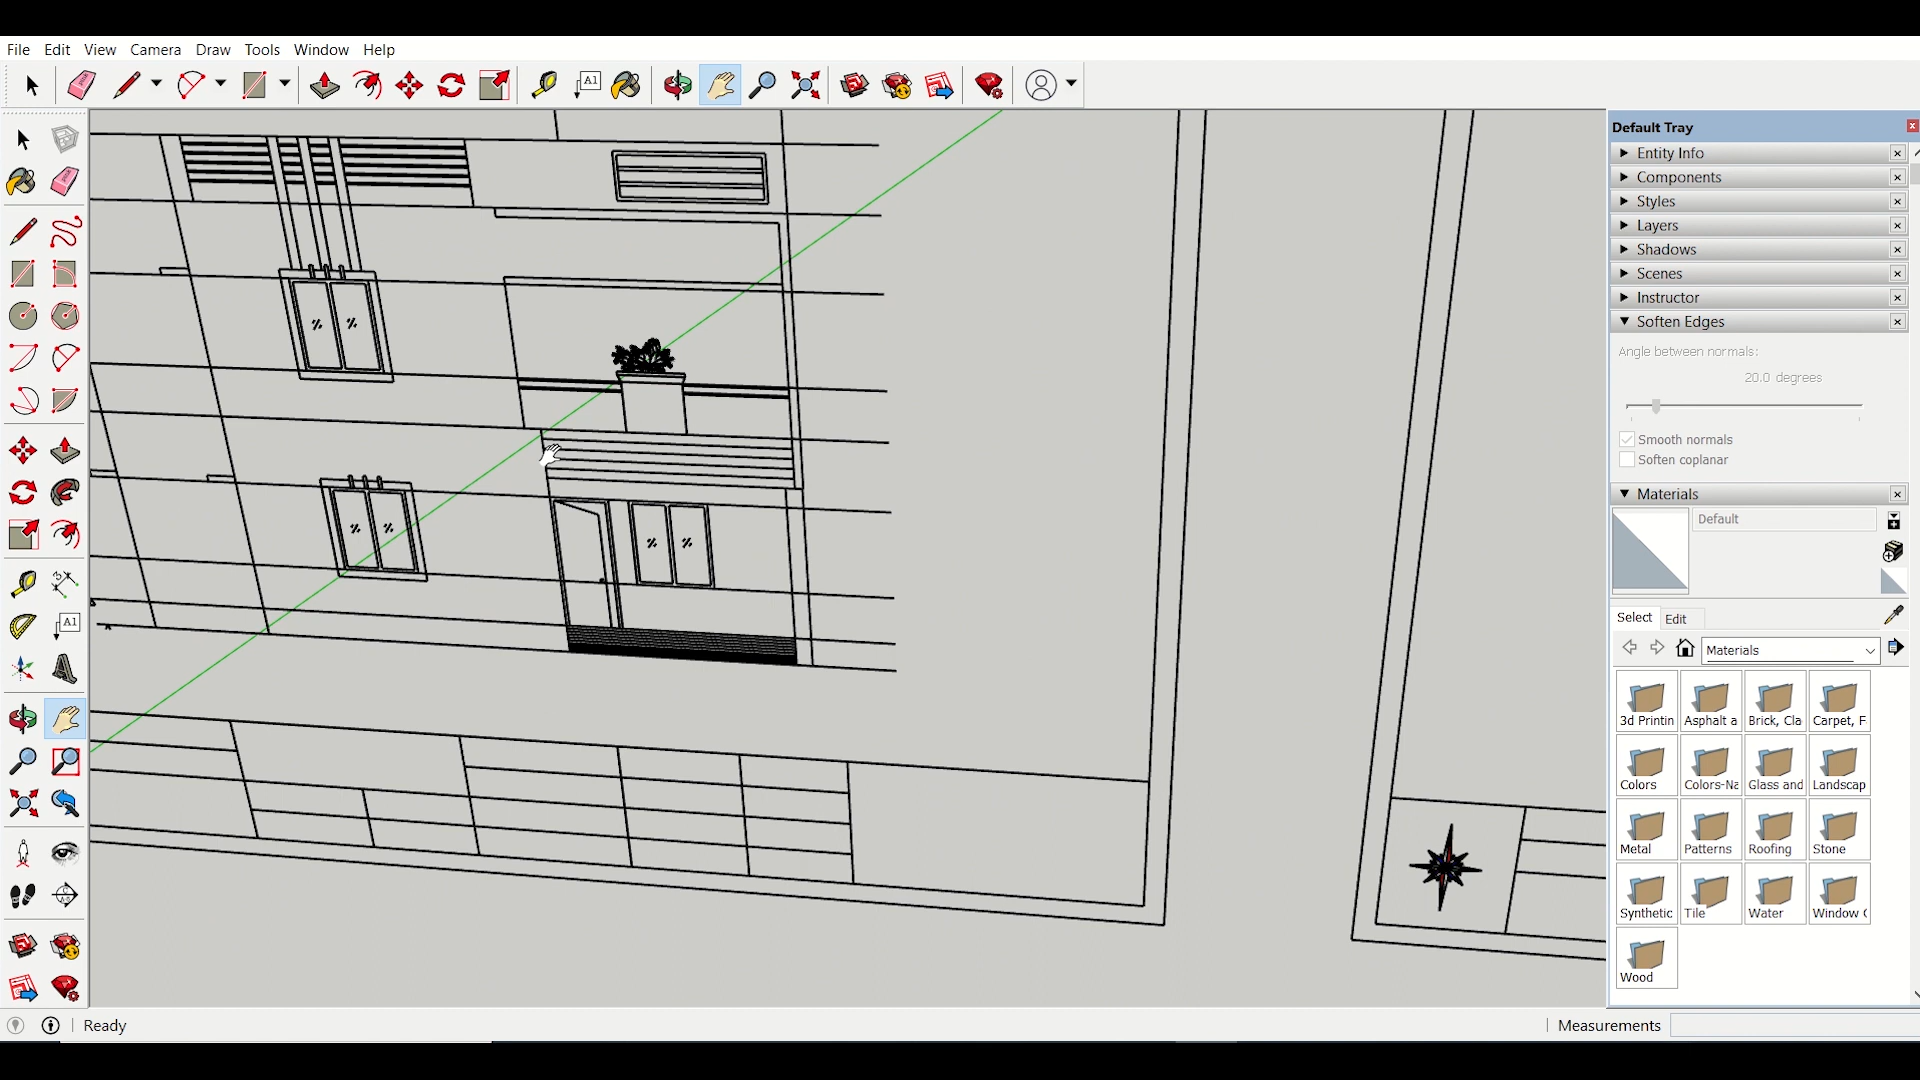 File Edit View Camera Draw Tools Window Help
A1
Default Tray
Entity Info
Components
Styles
Layers
Shadows
Scenes
Instructor
Soften Edges
Angle between normals:
20.0 degrees
Smooth normals
Soften coplanar
Materials
Default
Select Edit
Materials
3d Printin Asphalt a Brick, Cla Carpet, F
Colors Colors-Na Glass and Landscap
Metal Patterns Roofing Stone
Synthetic Tile Water Window (
Wood
A1
Ready
Measurements